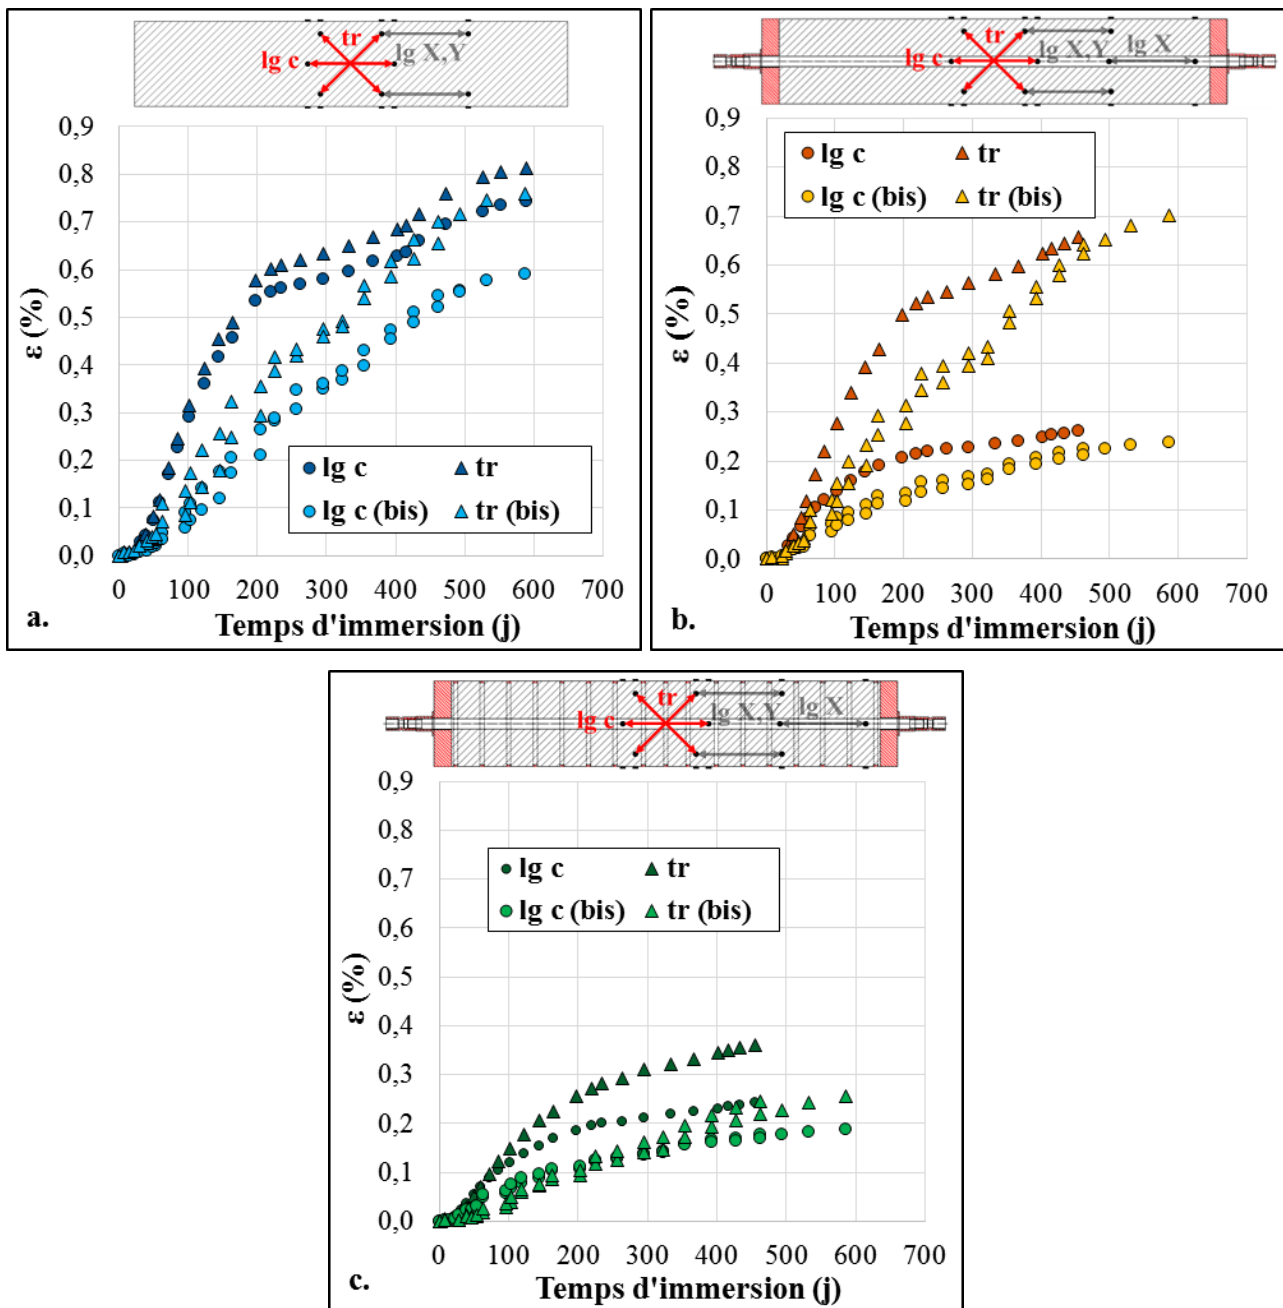 tr
lg c
lg X,Y
0,9
0,8
0,7
0,6
0,5
0,4
0,3
0,2
0,1
0,0
ε (%)
lg c
tr
lg c (bis)
tr (bis)
0 100 200 300 400 500 600 700
Temps d'immersion (j)
a.
tr
lg c
lg X,Y
lg X
0,9
0,8
0,7
0,6
0,5
0,4
0,3
0,2
0,1
0,0
ε (%)
lg c
tr
lg c (bis)
tr (bis)
0 100 200 300 400 500 600 700
Temps d'immersion (j)
b.
tr
lg c
lg X,Y
lg X
0,9
0,8
0,7
0,6
0,5
0,4
0,3
0,2
0,1
0,0
ε (%)
lg c
tr
lg c (bis)
tr (bis)
0 100 200 300 400 500 600 700
Temps d'immersion (j)
c.